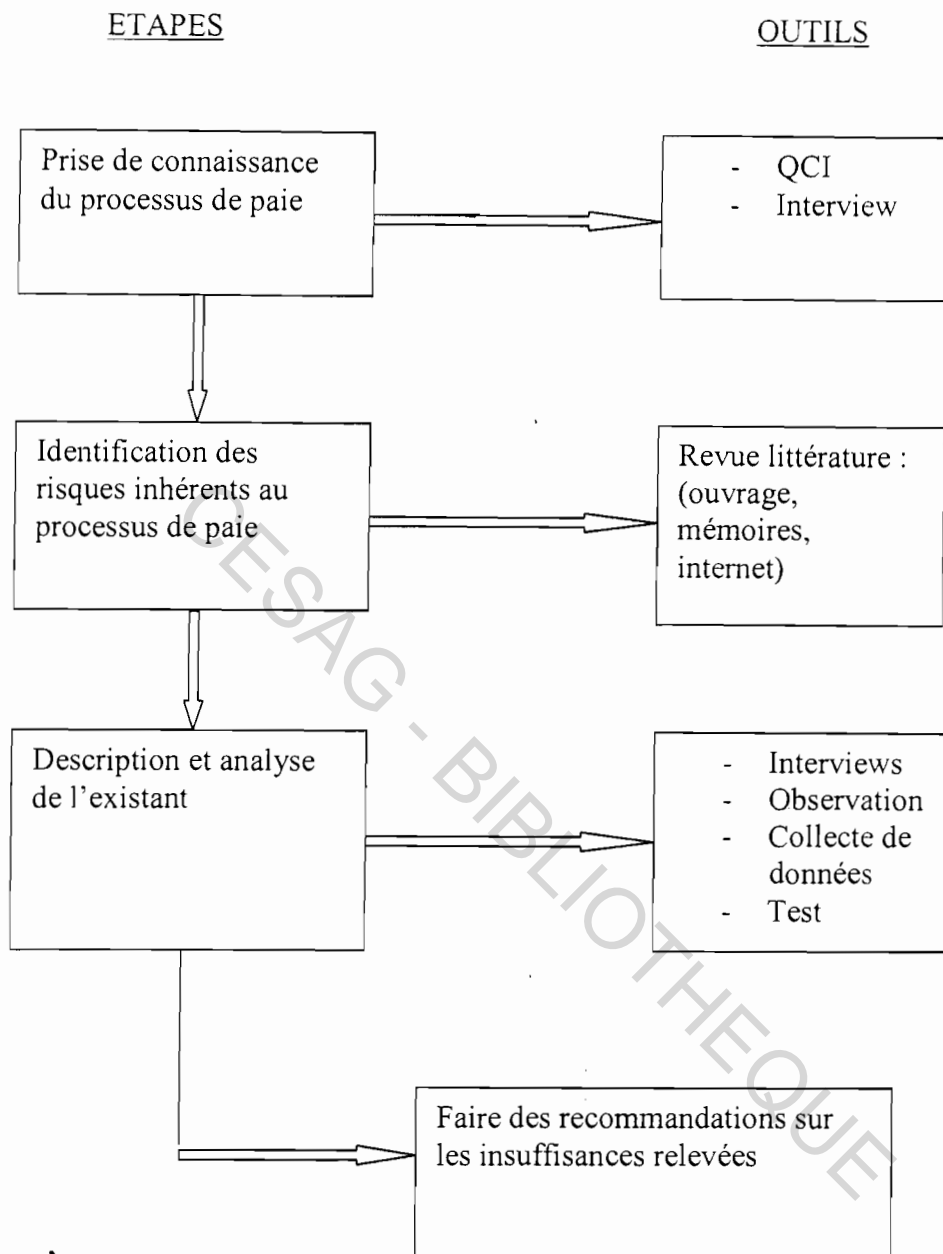 ETAPES
OUTILS
Prise de connaissance
du processus de paie
- QCI
- Interview
Identification des
risques inhérents au
processus de paie
Revue littérature :
(ouvrage,
mémoires,
internet)
Description et analyse
de l'existant
- Interviews
- Observation
- Collecte de
données
- Test
Faire des recommandations sur
les insuffisances relevées
CESAG - BIBLIOTHEQUE